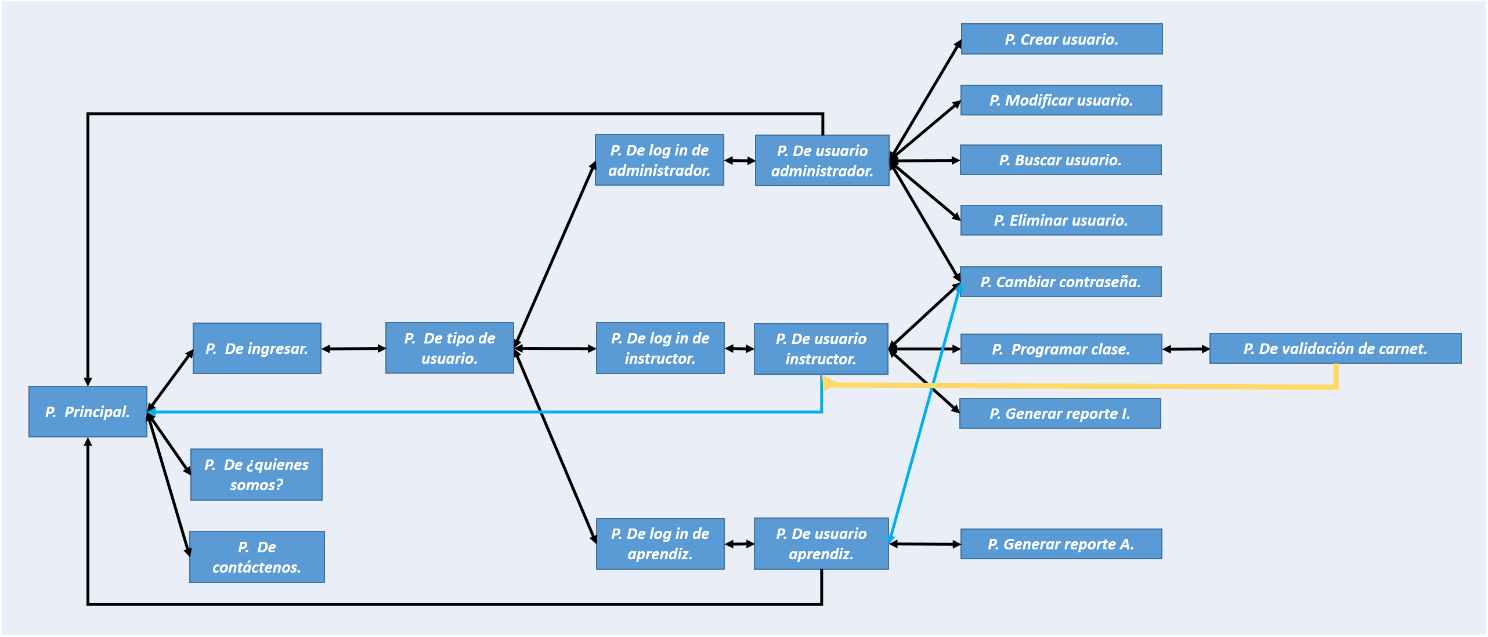 P. Crear usuario.
P. Modificar usuario.
P. De log in de
administrador.
P. De usuario
administrador.
P. Buscar usuario.
P. Eliminar usuario.
P. Cambiar contraseña.
P. De ingresar.
P. De tipo de
usuario.
P. De log in de
instructor.
P. De usuario
instructor.
P. Programar clase.
P. De validación de carnet.
P. Principal.
P. Generar reporte I.
P. De ¿quienes
somos?
P. De
contáctenos.
P. De log in de
aprendiz.
P. De usuario
aprendiz.
P. Generar reporte A.